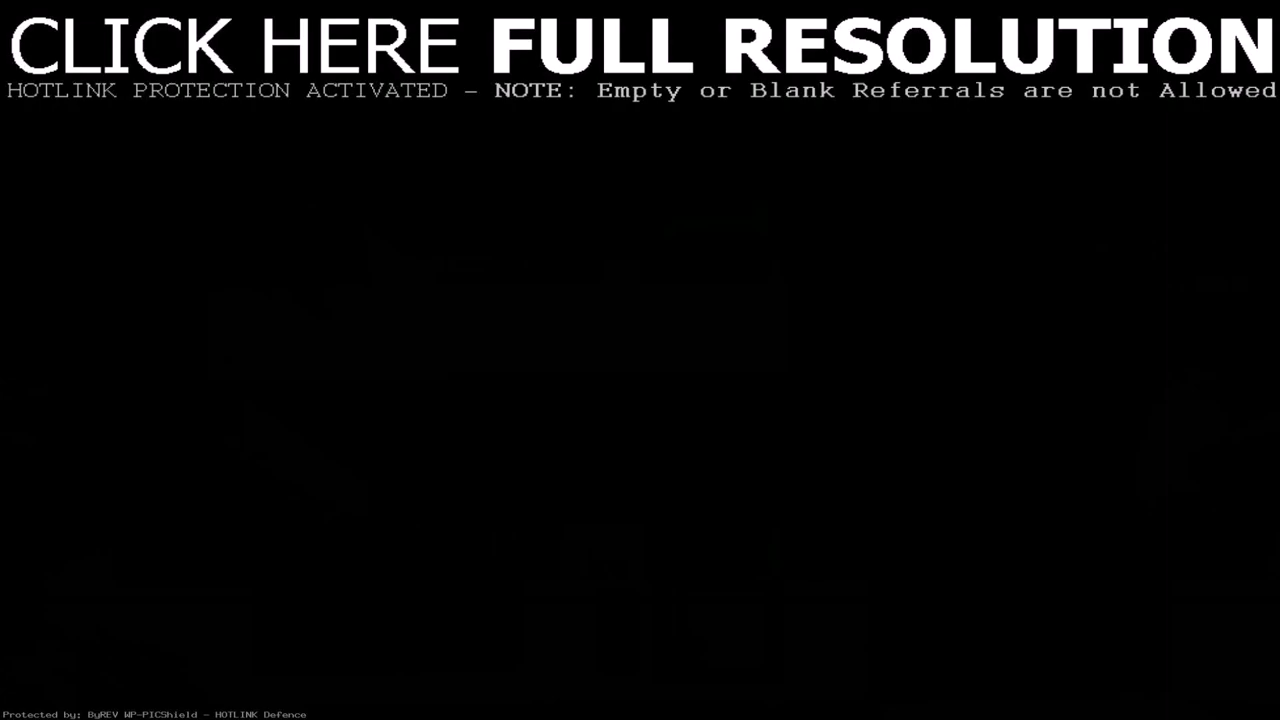 CLICK HERE FULL RESOLUTION
HOTLINK PROTECTION ACTIVATED - NOTE: Empty or Blank Referrals are not Allowed
Protected by: ByREV WP-PICShield - HOTLINK Defence